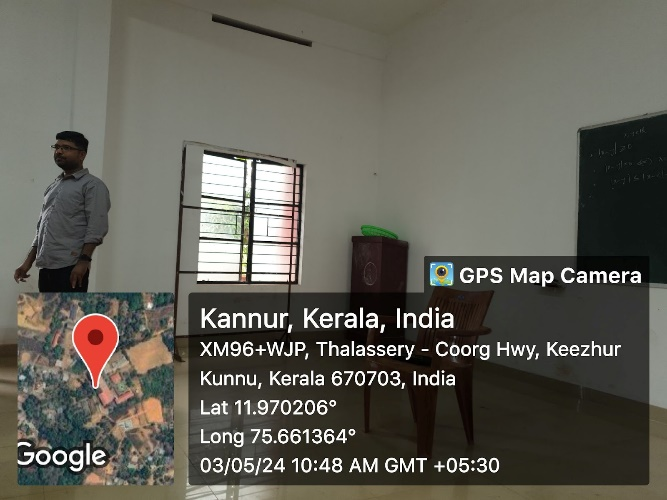 GPS Map Camera
Kannur, Kerala, India
XM96+WJP, Thalassery - Coorg Hwy, Keezhur
Kunnu, Kerala 670703, India
Lat 11.970206°
Long 75.661364°
03/05/24 10:48 AM GMT +05:30
Google